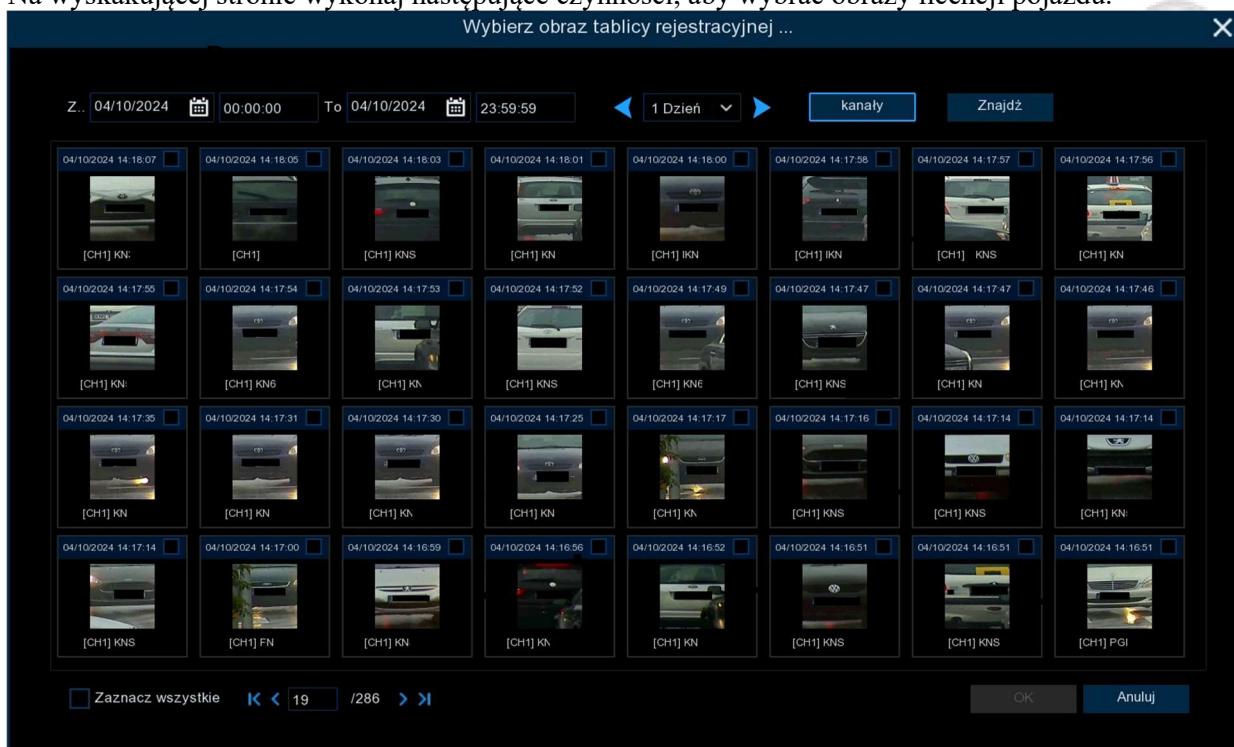 Na wyskakującej stronie wykonaj następujące czynności, aby wybrać obrazy pojazdu.
Wybierz obraz tablicy rejestracyjnej ...
Z.. 04/10/2024 00:00:00 To 04/10/2024 23:59:59 1 Dzień kanały Znajdź
04/10/2024 14:18:07 04/10/2024 14:18:05 04/10/2024 14:18:03 04/10/2024 14:18:01 04/10/2024 14:18:00 04/10/2024 14:17:58 04/10/2024 14:17:57 04/10/2024 14:17:56
[CH1] KN: [CH1] [CH1] KNS [CH1] KN [CH1] IKN [CH1] IKN [CH1] KNS [CH1] KN
04/10/2024 14:17:55 04/10/2024 14:17:54 04/10/2024 14:17:53 04/10/2024 14:17:52 04/10/2024 14:17:49 04/10/2024 14:17:47 04/10/2024 14:17:47 04/10/2024 14:17:46
[CH1] KN: [CH1] KN6 [CH1] KN [CH1] KNS [CH1] KN6 [CH1] KNS [CH1] KN [CH1] KN
04/10/2024 14:17:35 04/10/2024 14:17:31 04/10/2024 14:17:30 04/10/2024 14:17:25 04/10/2024 14:17:17 04/10/2024 14:17:16 04/10/2024 14:17:14 04/10/2024 14:17:14
[CH1] KN [CH1] KN [CH1] KN [CH1] KN [CH1] KN [CH1] KNS [CH1] KNS [CH1] KN:
04/10/2024 14:17:14 04/10/2024 14:17:00 04/10/2024 14:16:59 04/10/2024 14:16:56 04/10/2024 14:16:52 04/10/2024 14:16:51 04/10/2024 14:16:51 04/10/2024 14:16:51
[CH1] KNS [CH1] FN [CH1] KN [CH1] KN [CH1] KN [CH1] KNS [CH1] KNS [CH1] PGI
Zaznacz wszystkie 19 /286 OK Anuluj